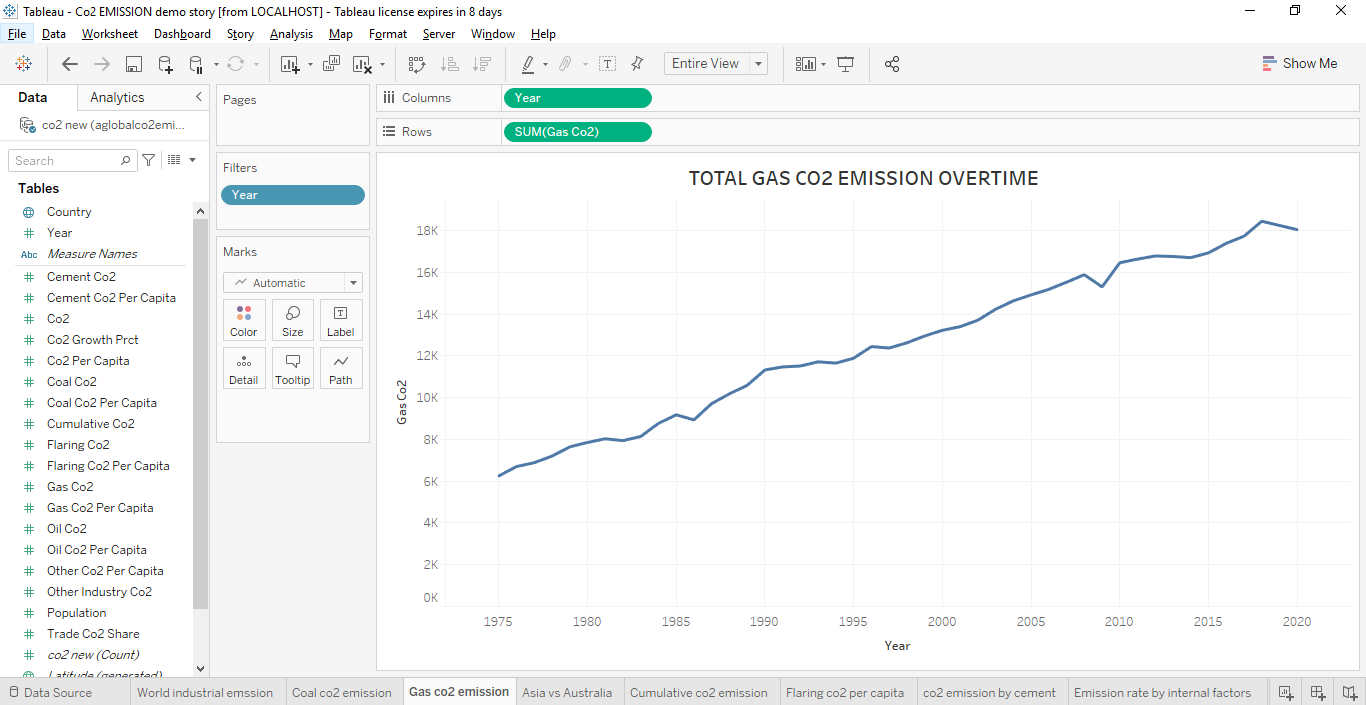 Tableau - Co2 EMISSION demo story [from LOCALHOST] - Tableau license expires in 8 days
File Data Worksheet Dashboard Story Analysis Map Format Server Window Help
Entire View
Show Me
Data Analytics
co2 new (aglobalco2emi...
Search
Tables
Country
Year
Abc Measure Names
Cement Co2
Cement Co2 Per Capita
Co2
Co2 Growth Prct
Co2 Per Capita
Coal Co2
Coal Co2 Per Capita
Cumulative Co2
Flaring Co2
Flaring Co2 Per Capita
Gas Co2
Gas Co2 Per Capita
Oil Co2
Oil Co2 Per Capita
Other Co2 Per Capita
Other Industry Co2
Population
Trade Co2 Share
co2 new (Count)
Latitude (generated)
Pages
Filters
Year
Marks
Automatic
Color Size Label
Detail Tooltip Path
Columns Year
Rows SUM(Gas Co2)
TOTAL GAS CO2 EMISSION OVERTIME
Gas Co2
18K
16K
14K
12K
10K
8K
6K
4K
2K
0K
1975 1980 1985 1990 1995 2000 2005 2010 2015 2020
Year
Data Source World industrial emssion Coal co2 emission Gas co2 emission Asia vs Australia Cumulative co2 emission Flaring co2 per capita co2 emission by cement Emission rate by internal factors